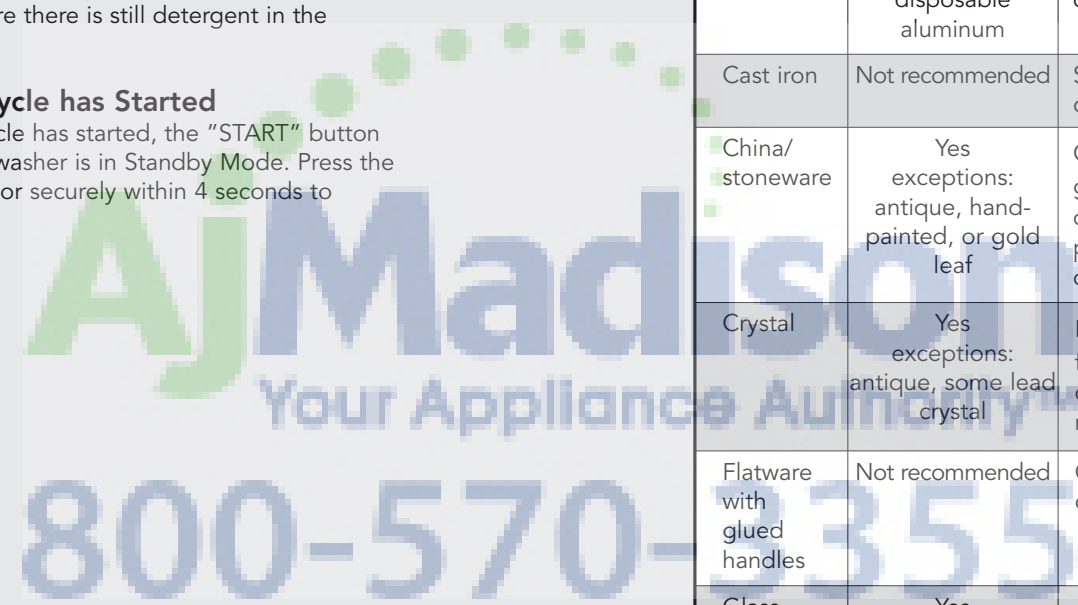 re there is still detergent in the
ycle has Started
cle has started, the "START" button
washer is in Standby Mode. Press the
or securely within 4 seconds to
disposable
aluminum
Cast iron
Not recommended
China/
stoneware
Yes
exceptions:
antique, hand-
painted, or gold
leaf
Crystal
Yes
exceptions:
antique, some lead
crystal
Flatware
with
glued
handles
Not recommended
Glass
Yes
AjMadison
Your Appliance Authority
800-570-3355